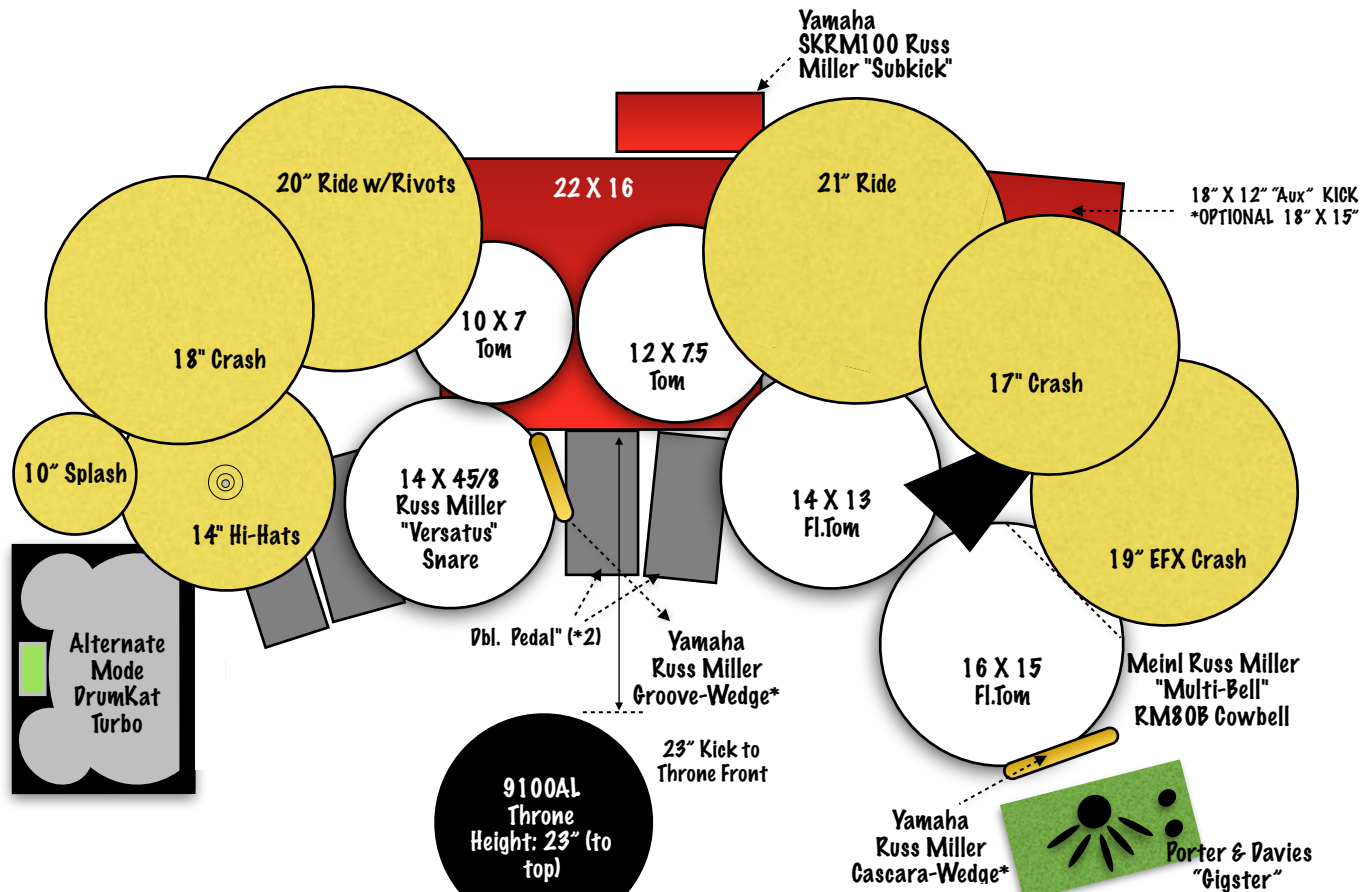 Yamaha
SKRM100 Russ
Miller "Subkick"
20” Ride w/Rivots
22 X 16
21” Ride
18” X 12” “Aux” KICK
*OPTIONAL 18” X 15”
10 X 7
Tom
12 X 7.5
Tom
18" Crash
17" Crash
10” Splash
14" Hi-Hats
14 X 45/8
Russ Miller
"Versatus"
Snare
14 X 13
Fl.Tom
19” EFX Crash
Alternate
Mode
DrumKat
Turbo
Dbl. Pedal" (*2)
Yamaha
Russ Miller
Groove-Wedge*
16 X 15
Fl.Tom
Meinl Russ Miller
"Multi-Bell"
RM80B Cowbell
23” Kick to
Throne Front
9100AL
Throne
Height: 23” (to
top)
Yamaha
Russ Miller
Cascara-Wedge*
Porter & Davies
“Gigster”